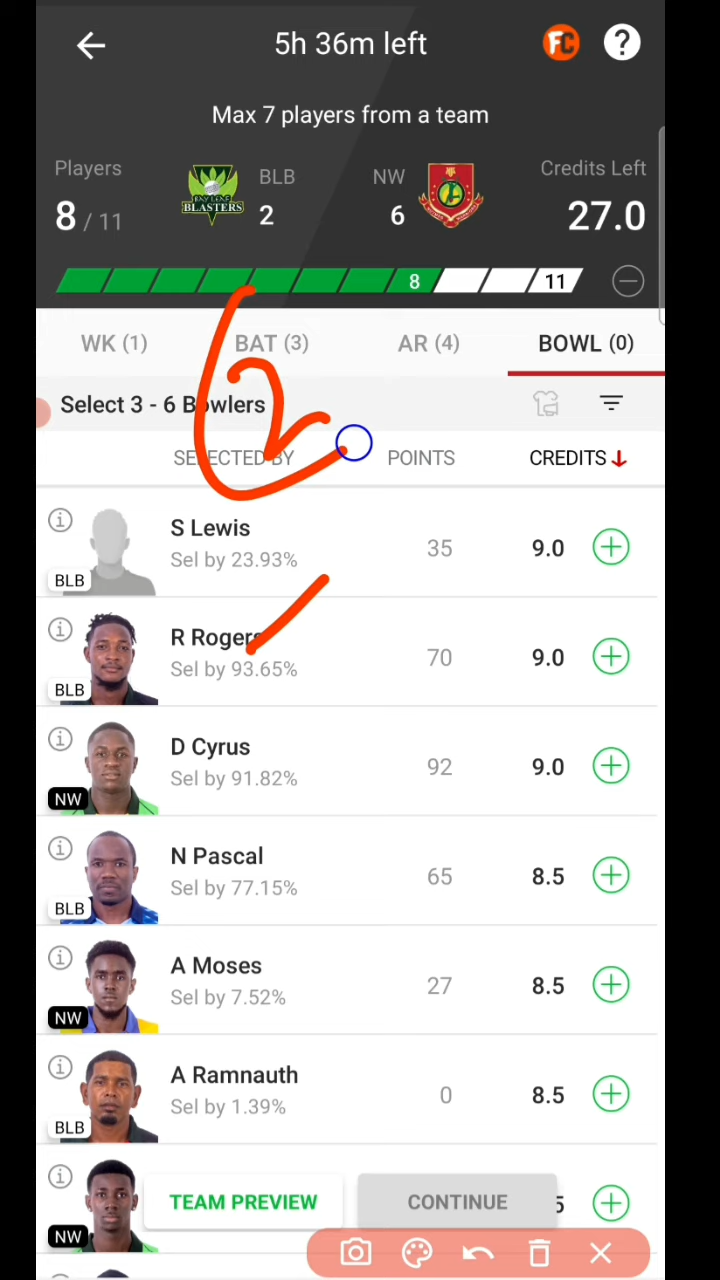 5h 36m left
FC
?
Max 7 players from a team
Players
8 / 11
BAY LEAF
BLASTERS
BLB
2
NW
6
Credits Left
27.0
8
11
WK (1)
BAT (3)
AR (4)
BOWL (0)
Select 3 - 6 Bowlers
SELECTED BY
POINTS
CREDITS
S Lewis
Sel by 23.93%
BLB
35
9.0
R Rogers
Sel by 93.65%
BLB
70
9.0
D Cyrus
Sel by 91.82%
NW
92
9.0
N Pascal
Sel by 77.15%
BLB
65
8.5
A Moses
Sel by 7.52%
NW
27
8.5
A Ramnauth
Sel by 1.39%
BLB
0
8.5
NW
TEAM PREVIEW
CONTINUE
5